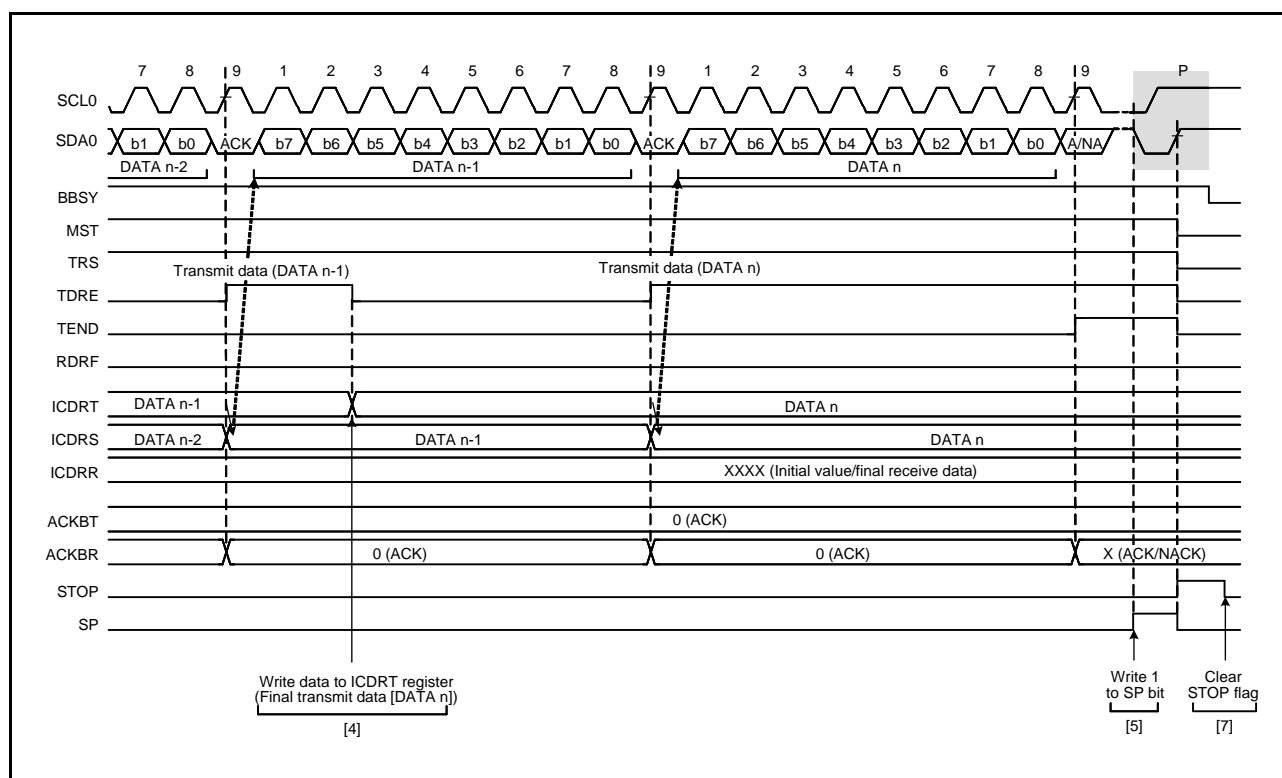 7 8 9 1 2 3 4 5 6 7 8 9 1 2 3 4 5 6 7 8 9 P
SCL0
SDA0 b1 b0 ACK b7 b6 b5 b4 b3 b2 b1 b0 ACK b7 b6 b5 b4 b3 b2 b1 b0 A/NA
DATA n-2 DATA n-1 DATA n
BBSY
MST
TRS
Transmit data (DATA n-1) Transmit data (DATA n)
TDRE
TEND
RDRF
ICDRT DATA n-1 DATA n
ICDRS DATA n-2 DATA n-1 DATA n
ICDRR XXXX (Initial value/final receive data)
ACKBT 0 (ACK)
ACKBR 0 (ACK) 0 (ACK) X (ACK/NACK)
STOP
SP
Write data to ICDRT register
(Final transmit data [DATA n])
[4]
Write 1
to SP bit
[5]
Clear
STOP flag
[7]